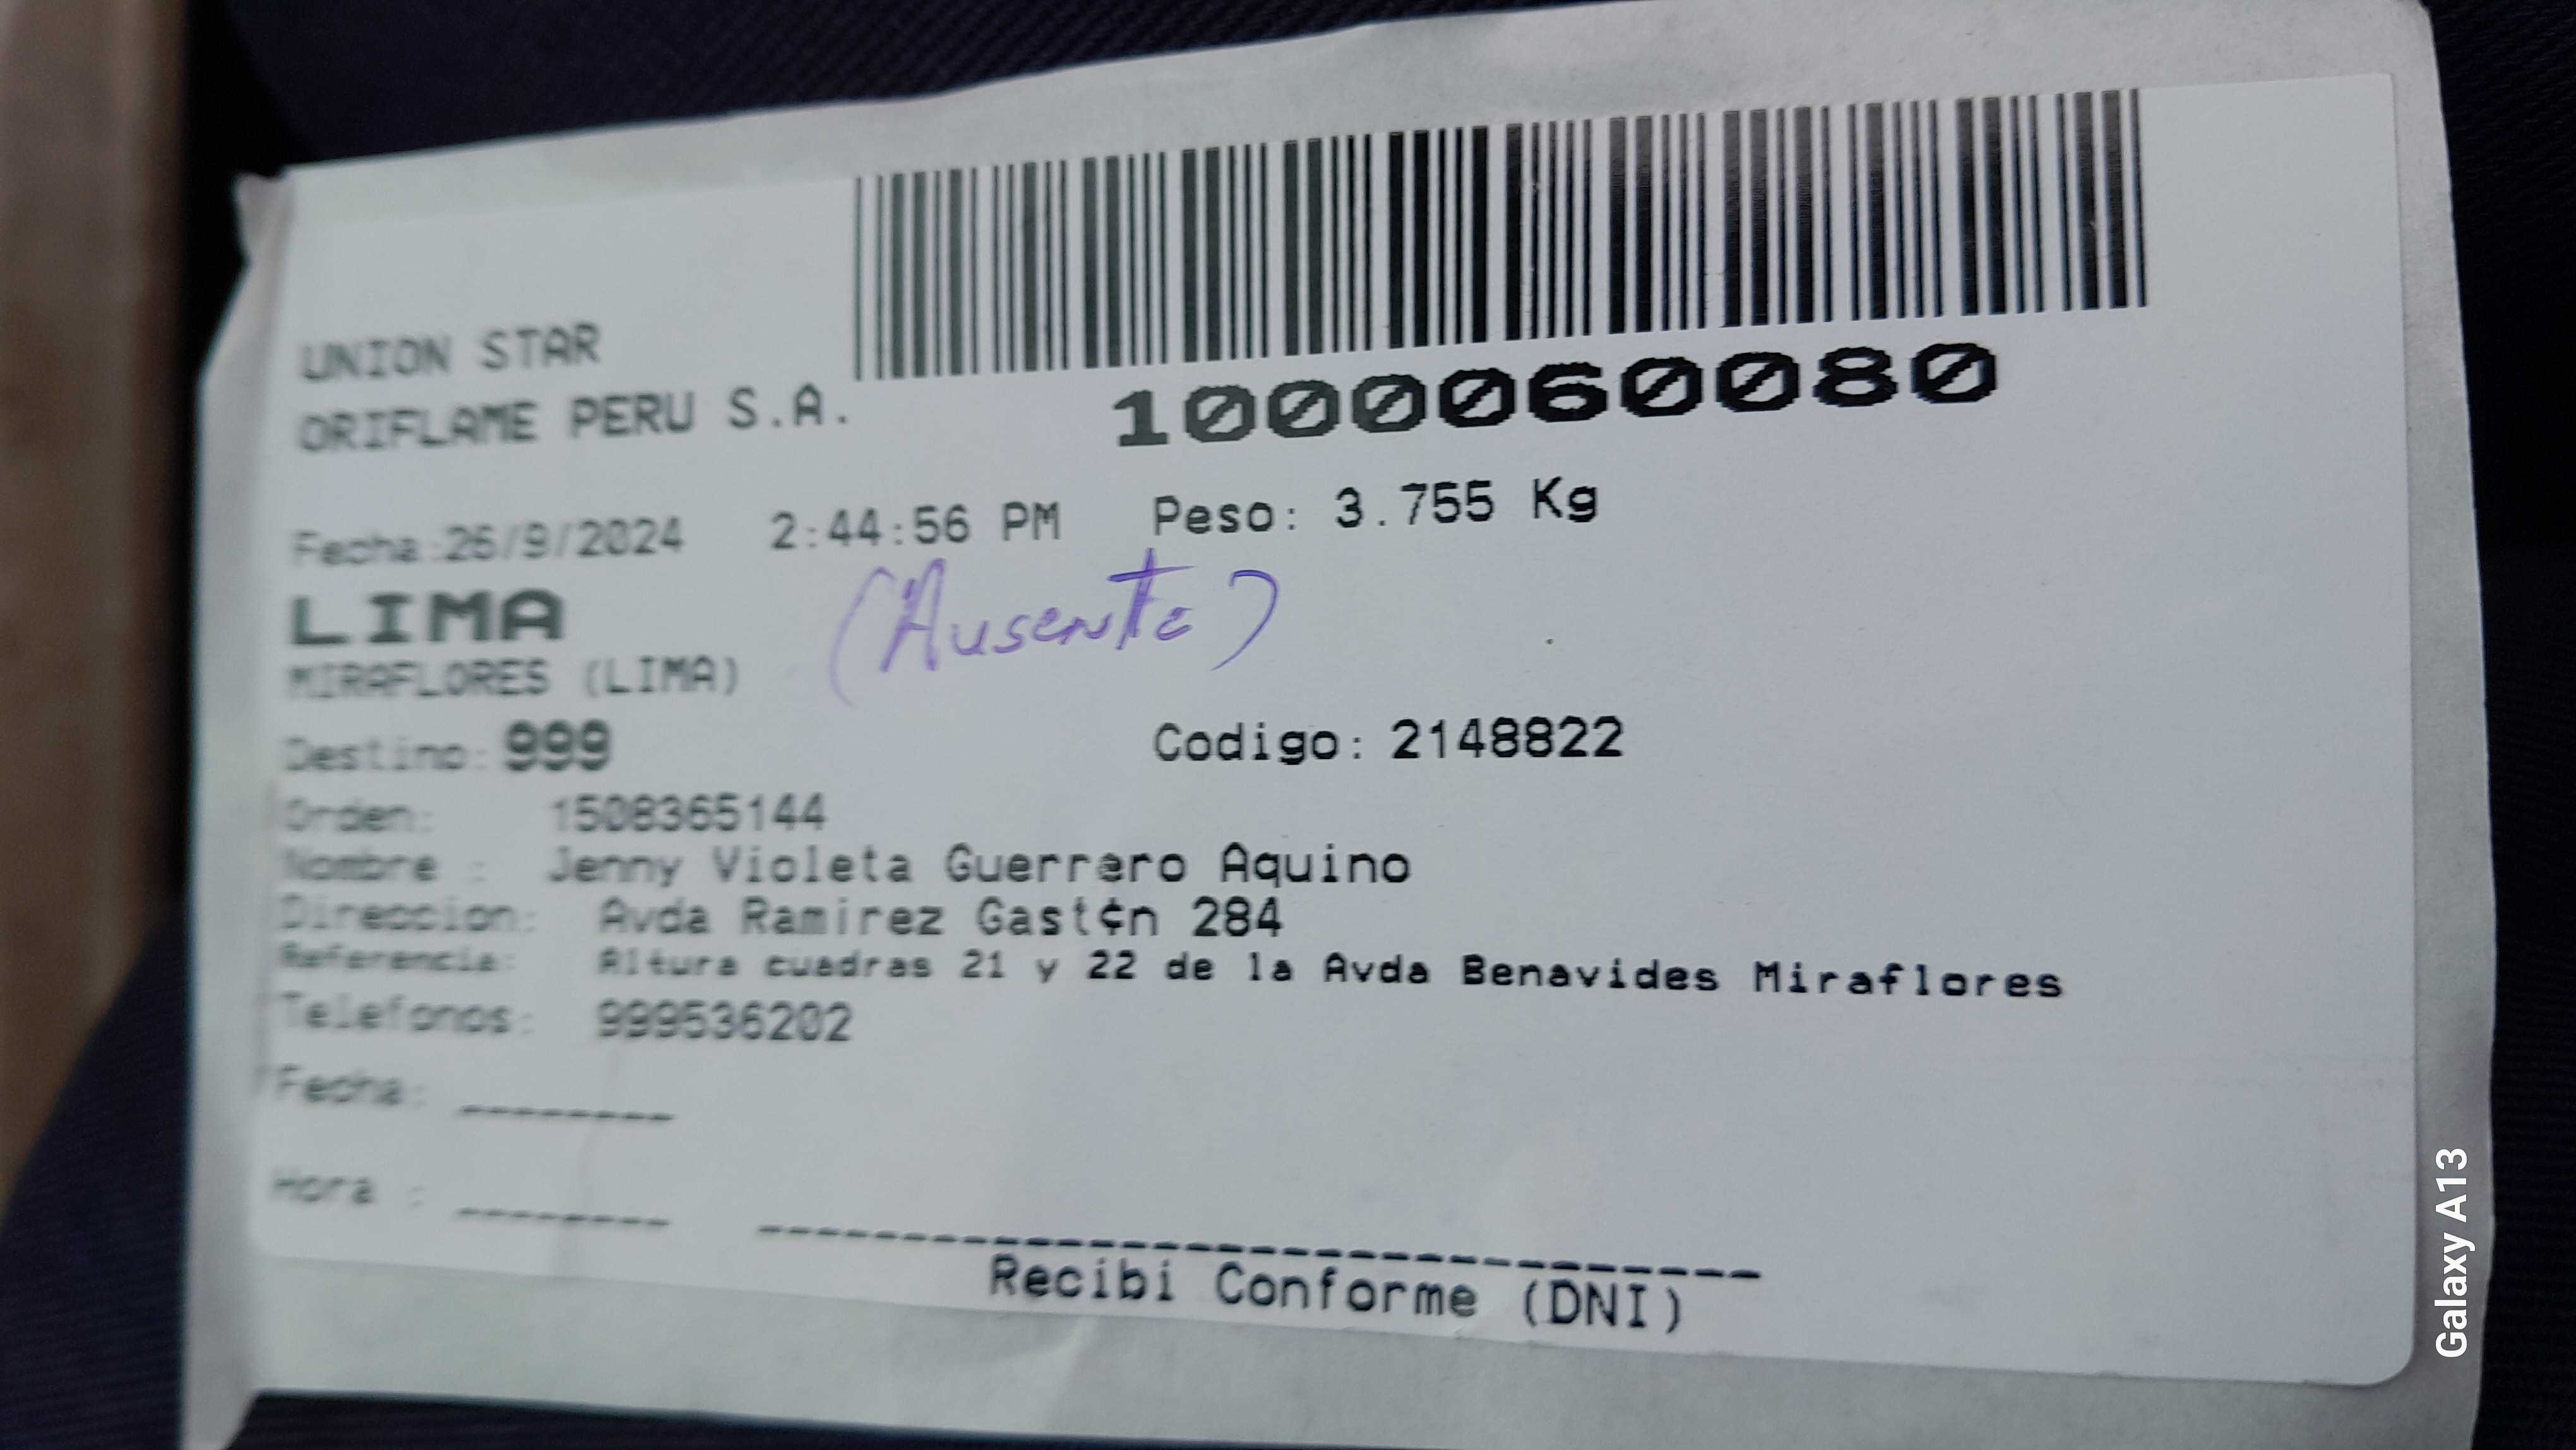 UNION STAR
ORIFLAME PERU S.A.
1000060080
Fecha:26/9/2024 2:44:56 PM Peso: 3.755 Kg
LIMA (Ausente)
MIRAFLORES (LIMA)
Destino: 999 Codigo: 2148822
Orden: 1508365144
Nombre : Jenny Violeta Guerrero Aquino
Direccion: Avda Ramirez Gast¢n 284
Referencia: Altura cuadras 21 y 22 de la Avda Benavides Miraflores
Telefonos: 999536202
Fecha: ________
Hora : ________
Recibi Conforme (DNI)
Galaxy A13